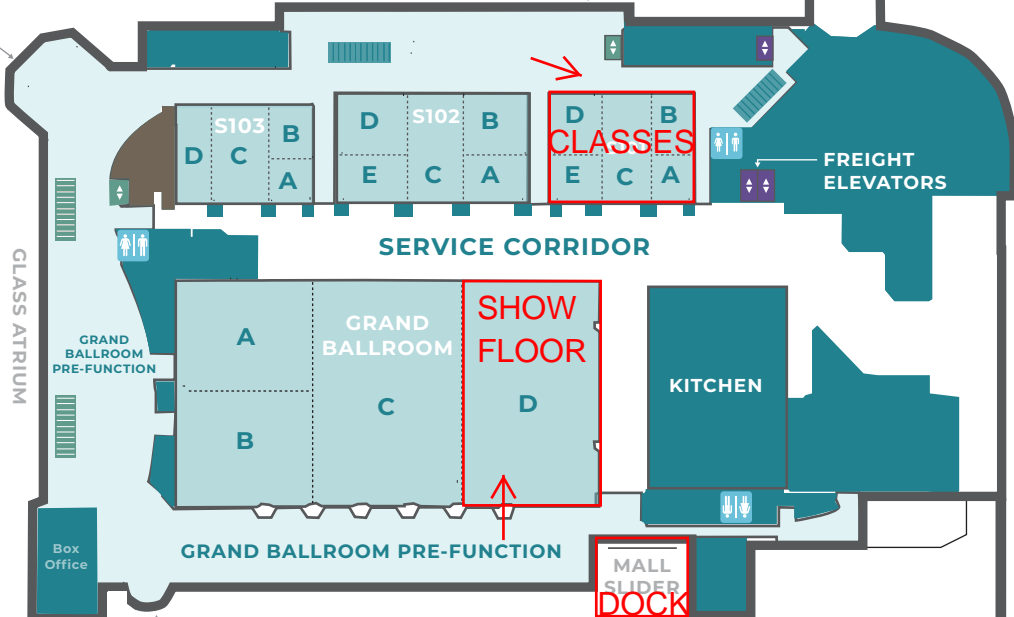 S103
D
C
B
A
S102
D
B
E
C
A
D
B
CLASSES
E
C
A
FREIGHT
ELEVATORS
SERVICE CORRIDOR
GLASS ATRIUM
GRAND
BALLROOM
PRE-FUNCTION
A
B
GRAND
BALLROOM
C
SHOW
FLOOR
D
KITCHEN
Box
Office
GRAND BALLROOM PRE-FUNCTION
MALL
SLIDER
DOCK